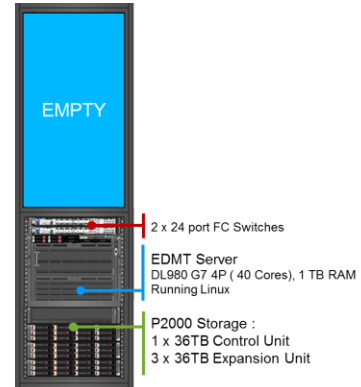 EMPTY
2 x 24 port FC Switches
EDMT Server
DL980 G7 4P ( 40 Cores), 1 TB RAM
Running Linux
P2000 Storage :
1 x 36TB Control Unit
3 x 36TB Expansion Unit